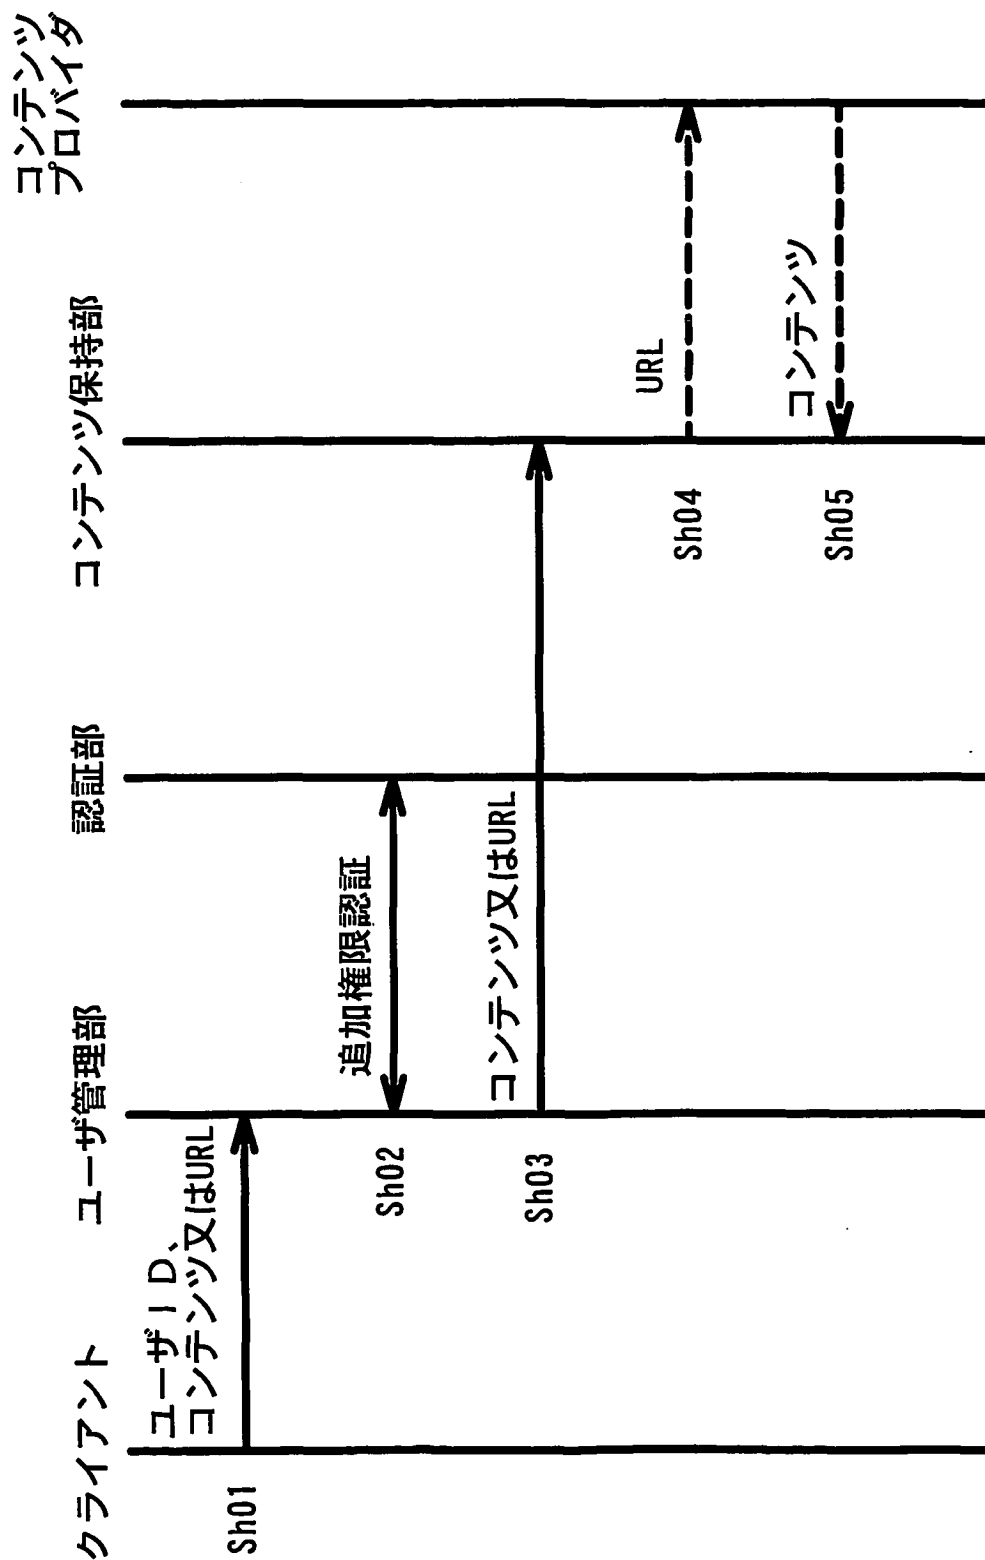 クライアント
ユーザ管理部
認証部
コンテンツ保持部
コンテンツ
プロバイダ
Sh01
ユーザID、
コンテンツ又はURL
Sh02
追加権限認証
Sh03
コンテンツ又はURL
Sh04
URL
Sh05
コンテンツ